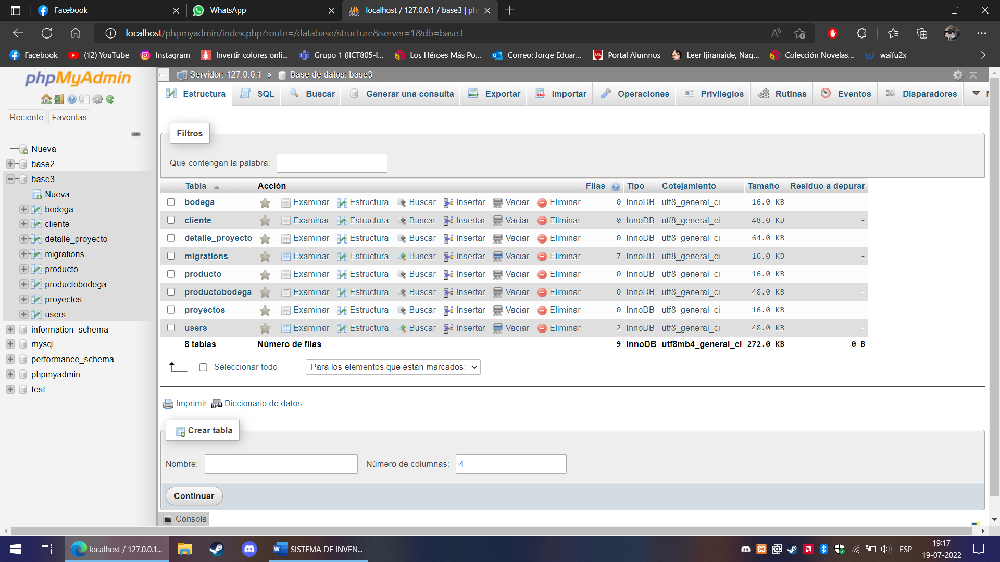 Facebook
WhatsApp
localhost / 127.0.0.1 / base3 | ph
localhost/phpmyadmin/index.php?route=/database/structure&server=1&db=base3
Facebook
(12) YouTube
Instagram
Invertir colores onli...
Grupo 1 (IICT805-I...
Los Héroes Más Po...
Correo: Jorge Eduar...
Portal Alumnos
Leer Ijiranaide, Nag...
Colección Novelas...
waifu2x
phpMyAdmin
Reciente
Favoritas
Nueva
base2
base3
Nueva
bodega
cliente
detalle_proyecto
migrations
producto
productobodega
proyectos
users
information_schema
mysql
performance_schema
phpmyadmin
test
Servidor: 127.0.0.1 » Base de datos: base3
Estructura
SQL
Buscar
Generar una consulta
Exportar
Importar
Operaciones
Privilegios
Rutinas
Eventos
Disparadores
Filtros
Que contengan la palabra:
Tabla Acción Filas Tipo Cotejamiento Tamaño Residuo a depurar
bodega Examinar Estructura Buscar Insertar Vaciar Eliminar 0 InnoDB utf8_general_ci 16.0 KB -
cliente Examinar Estructura Buscar Insertar Vaciar Eliminar 0 InnoDB utf8_general_ci 48.0 KB -
detalle_proyecto Examinar Estructura Buscar Insertar Vaciar Eliminar 0 InnoDB utf8_general_ci 64.0 KB -
migrations Examinar Estructura Buscar Insertar Vaciar Eliminar 7 InnoDB utf8_general_ci 16.0 KB -
producto Examinar Estructura Buscar Insertar Vaciar Eliminar 0 InnoDB utf8_general_ci 16.0 KB -
productobodega Examinar Estructura Buscar Insertar Vaciar Eliminar 0 InnoDB utf8_general_ci 48.0 KB -
proyectos Examinar Estructura Buscar Insertar Vaciar Eliminar 0 InnoDB utf8_general_ci 16.0 KB -
users Examinar Estructura Buscar Insertar Vaciar Eliminar 2 InnoDB utf8_general_ci 48.0 KB -
8 tablas Número de filas 9 InnoDB utf8mb4_general_ci 272.0 KB 0 B
Seleccionar todo
Para los elementos que están marcados:
Imprimir
Diccionario de datos
Crear tabla
Nombre:
Número de columnas: 4
Continuar
Consola
localhost / 127.0.0.1...
SISTEMA DE INVEN...
ESP
19:17
19-07-2022